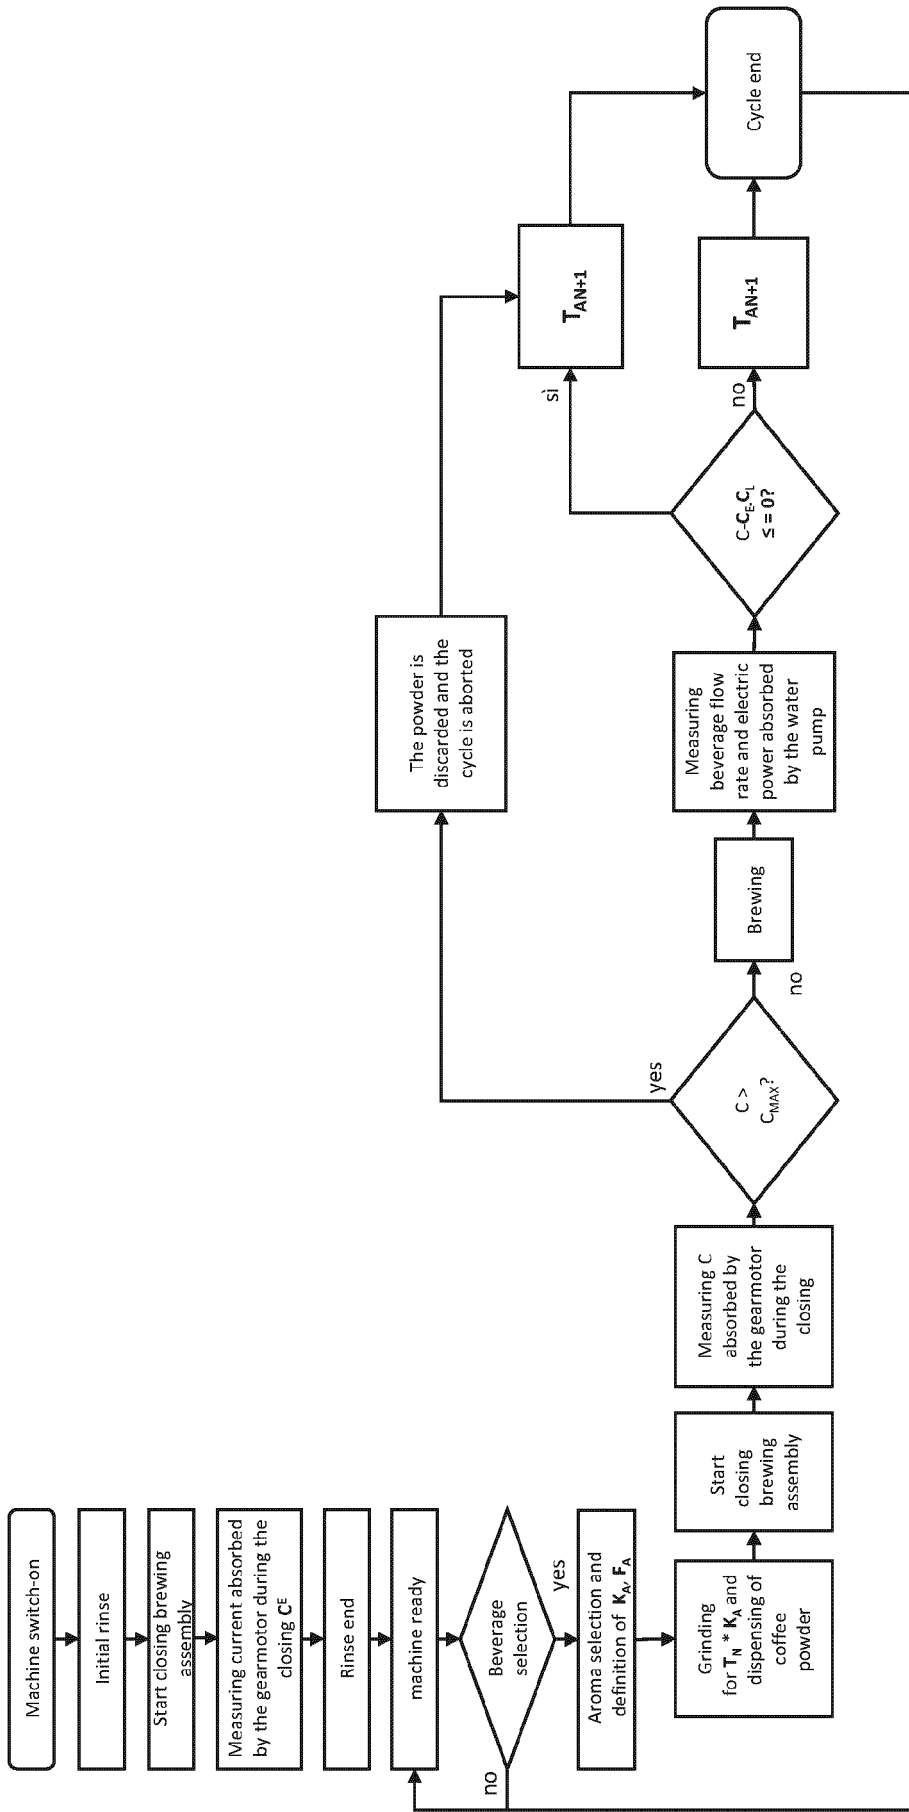 Machine switch-on
Initial rinse
Start closing brewing
assembly
Measuring current absorbed
by the gearmotor during the
closing C^E
Rinse end
machine ready
Beverage
selection
no
yes
Aroma selection and
definition of K_A, F_A
Grinding
for T_N * K_A and
dispensing of
coffee
powder
Start
closing
brewing
assembly
Measuring C
absorbed by
the gearmotor
during the
closing
C >
C_MAX?
yes
no
The powder is
discarded and the
cycle is aborted
Brewing
Measuring
beverage flow
rate and electric
power absorbed
by the water
pump
C-C_E-C_L
≤ = 0?
sì
no
T_AN+1
T_AN+1
Cycle end